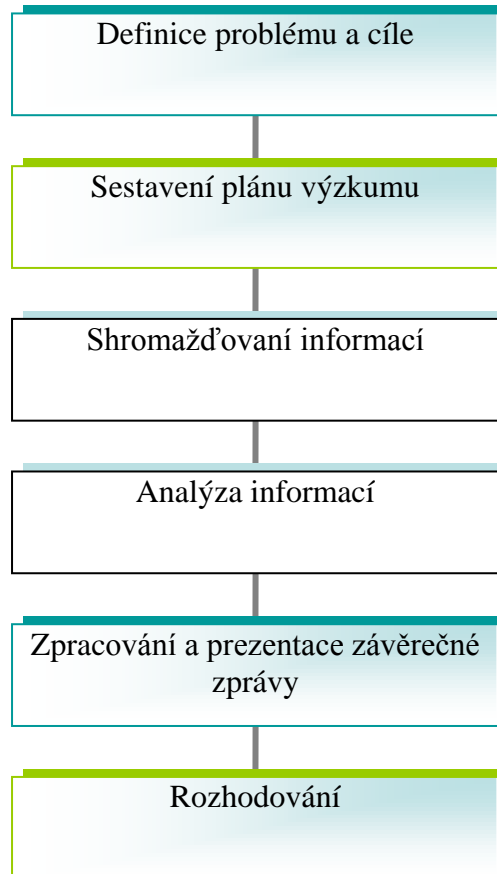 Definice problému a cíle
Sestavení plánu výzkumu
Shromažďovaní informací
Analýza informací
Zpracování a prezentace závěrečné
zprávy
Rozhodování